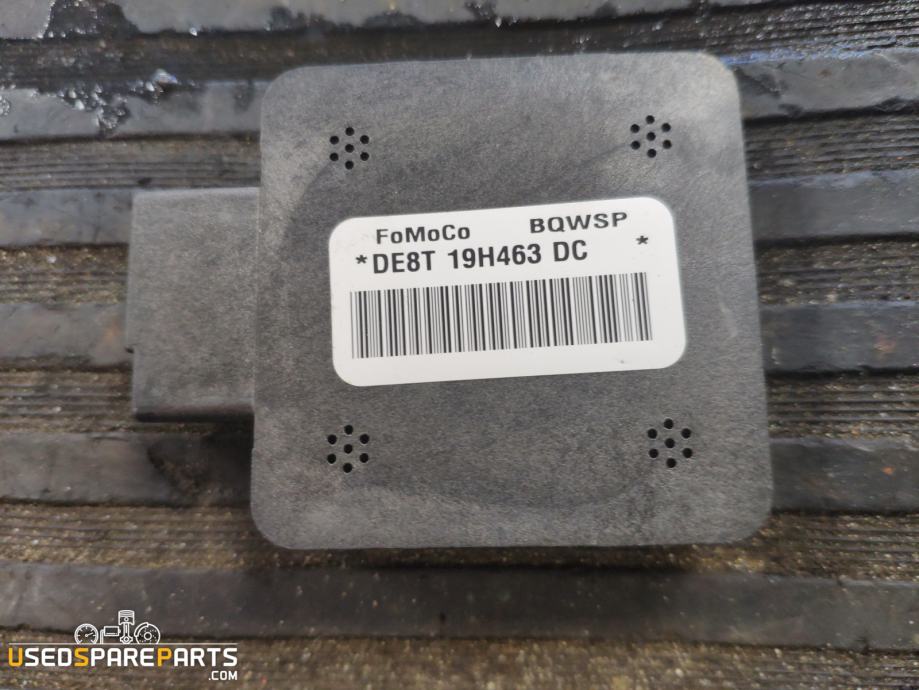 FoMoCo BQWSP
*DE8T 19H463 DC *
USEDSPAREPARTS
.COM